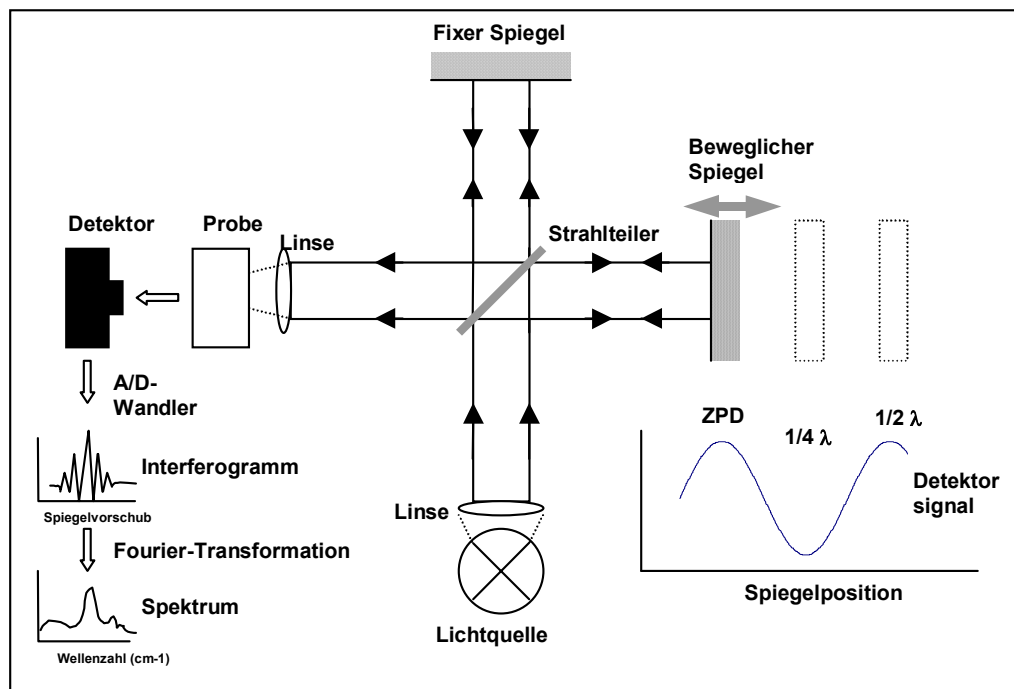 Fixer Spiegel
Beweglicher
Spiegel
Detektor
Probe
Linse
Strahlteiler
A/D-
Wandler
ZPD
1/4 λ
1/2 λ
Interferogramm
Detektor
signal
Linse
Spiegelvorschub
Fourier-Transformation
Spiegelposition
Spektrum
Lichtquelle
Wellenzahl (cm-1)